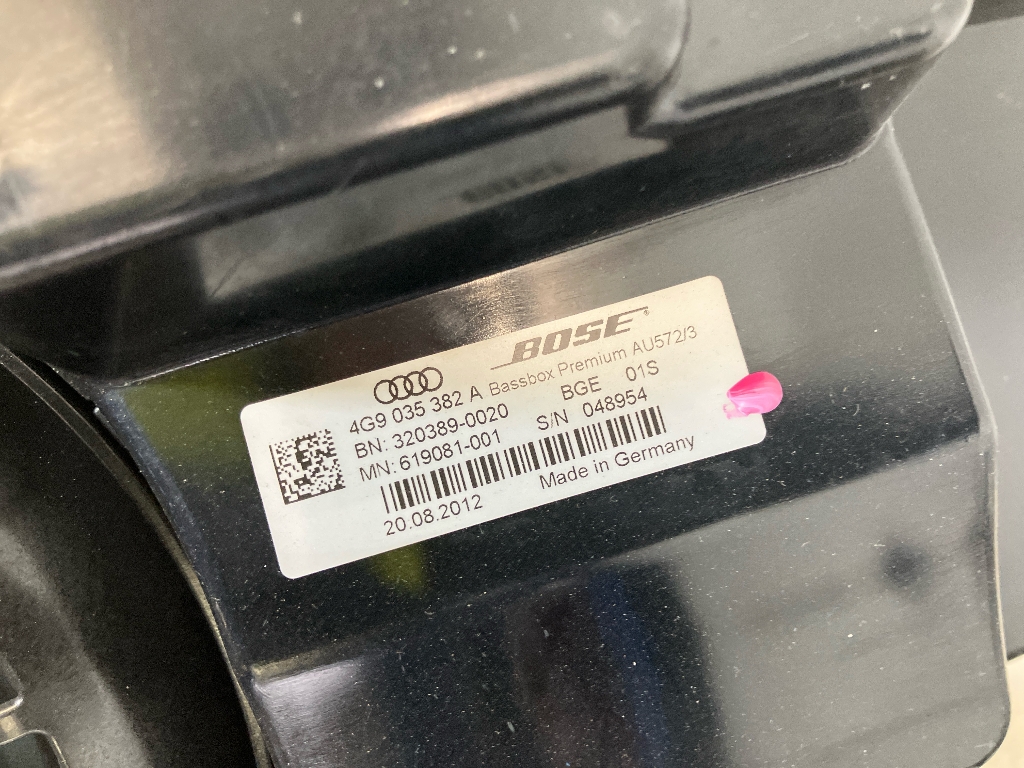 BOSE®
4G9 035 382 A Bassbox Premium AU572/3
BN: 320389-0020 BGE 01S
MN: 619081-001 S/N 048954
20.08.2012 Made in Germany